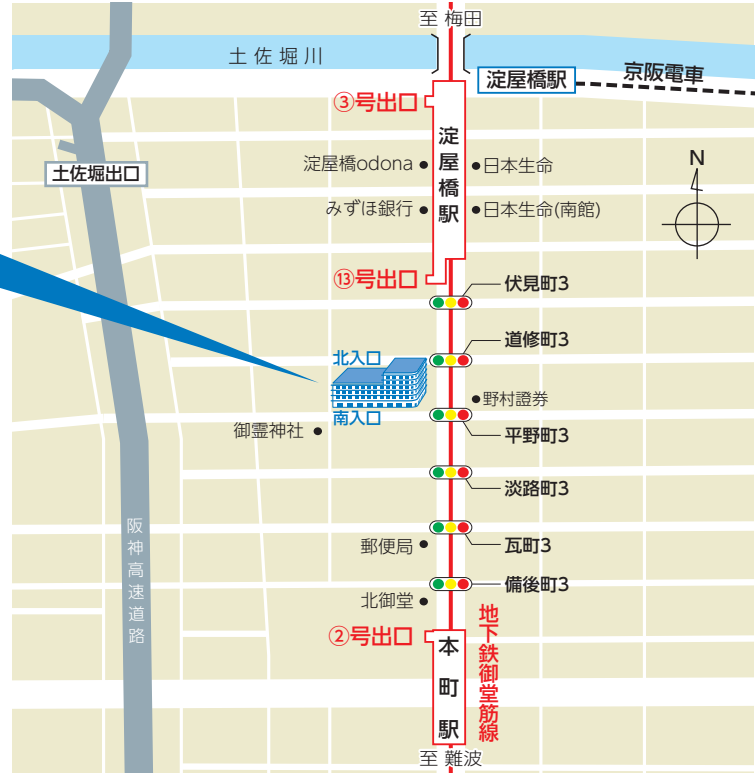 至 梅田
土佐堀川
淀屋橋駅
京阪電車
③号出口
淀屋橋駅
土佐堀出口
淀屋橋odona
日本生命
N
みずほ銀行
日本生命(南館)
⑬号出口
伏見町3
道修町3
北入口
野村證券
南入口
御霊神社
平野町3
淡路町3
阪神高速道路
郵便局
瓦町3
備後町3
北御堂
②号出口
本町駅
地下鉄御堂筋線
至 難波